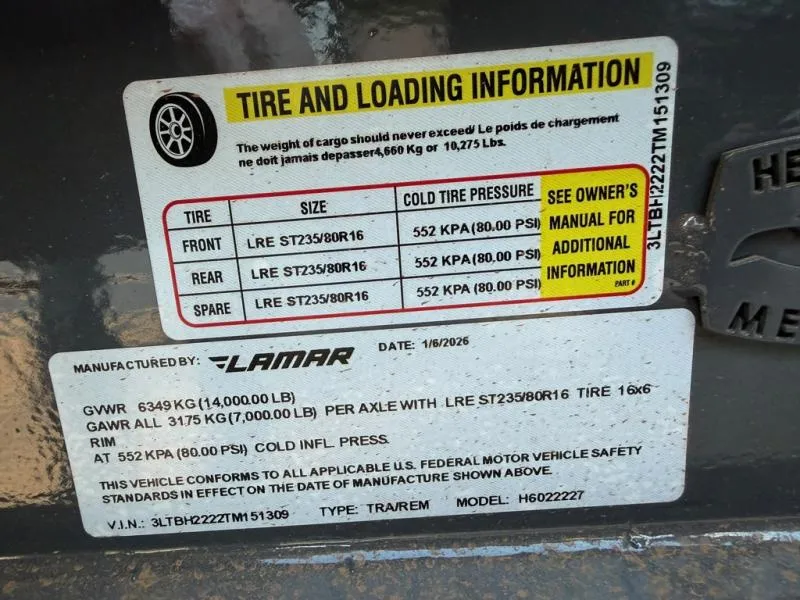 TIRE AND LOADING INFORMATION
The weight of cargo should never exceed/ Le poids de chargement
ne doit jamais depasser4,660 Kg or 10,275 Lbs.
TIRE SIZE COLD TIRE PRESSURE
FRONT LRE ST235/80R16 552 KPA (80.00 PSI)
REAR LRE ST235/80R16 552 KPA (80.00 PSI)
SPARE LRE ST235/80R16 552 KPA (80.00 PSI)
SEE OWNER'S
MANUAL FOR
ADDITIONAL
INFORMATION
PART #
3LTBH2222TM151309
HE
ME
MANUFACTURED BY: LAMAR DATE: 1/6/2026
GVWR 6349 KG (14,000.00 LB)
GAWR ALL 3175 KG (7,000.00 LB) PER AXLE WITH LRE ST235/80R16 TIRE 16x6
RIM
AT 552 KPA (80.00 PSI) COLD INFL. PRESS.
THIS VEHICLE CONFORMS TO ALL APPLICABLE U.S. FEDERAL MOTOR VEHICLE SAFETY
STANDARDS IN EFFECT ON THE DATE OF MANUFACTURE SHOWN ABOVE.
V.I.N.: 3LTBH2222TM151309 TYPE: TRA/REM MODEL: H6022227